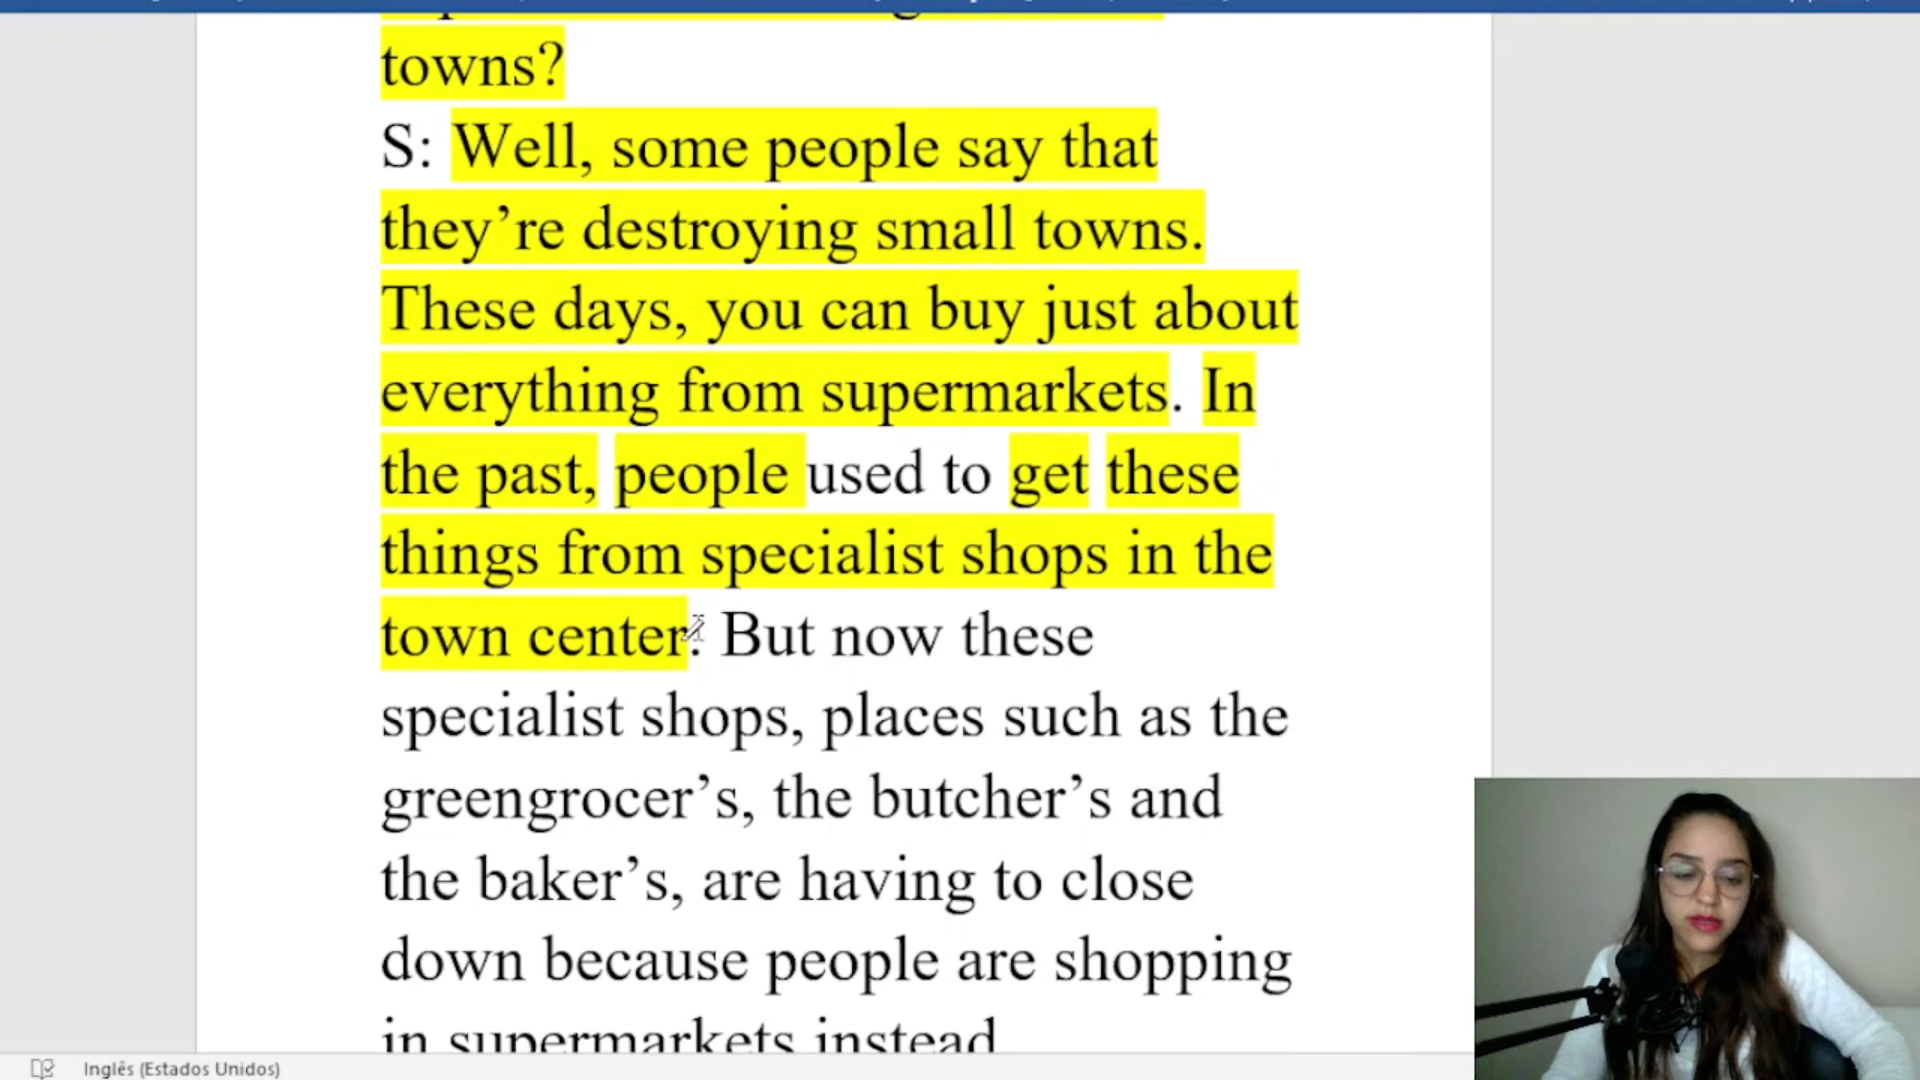 towns?
S: Well, some people say that
they’re destroying small towns.
These days, you can buy just about
everything from supermarkets. In
the past, people used to get these
things from specialist shops in the
town center. But now these
specialist shops, places such as the
greengrocer’s, the butcher’s and
the baker’s, are having to close
down because people are shopping
in supermarkets instead
Inglês (Estados Unidos)